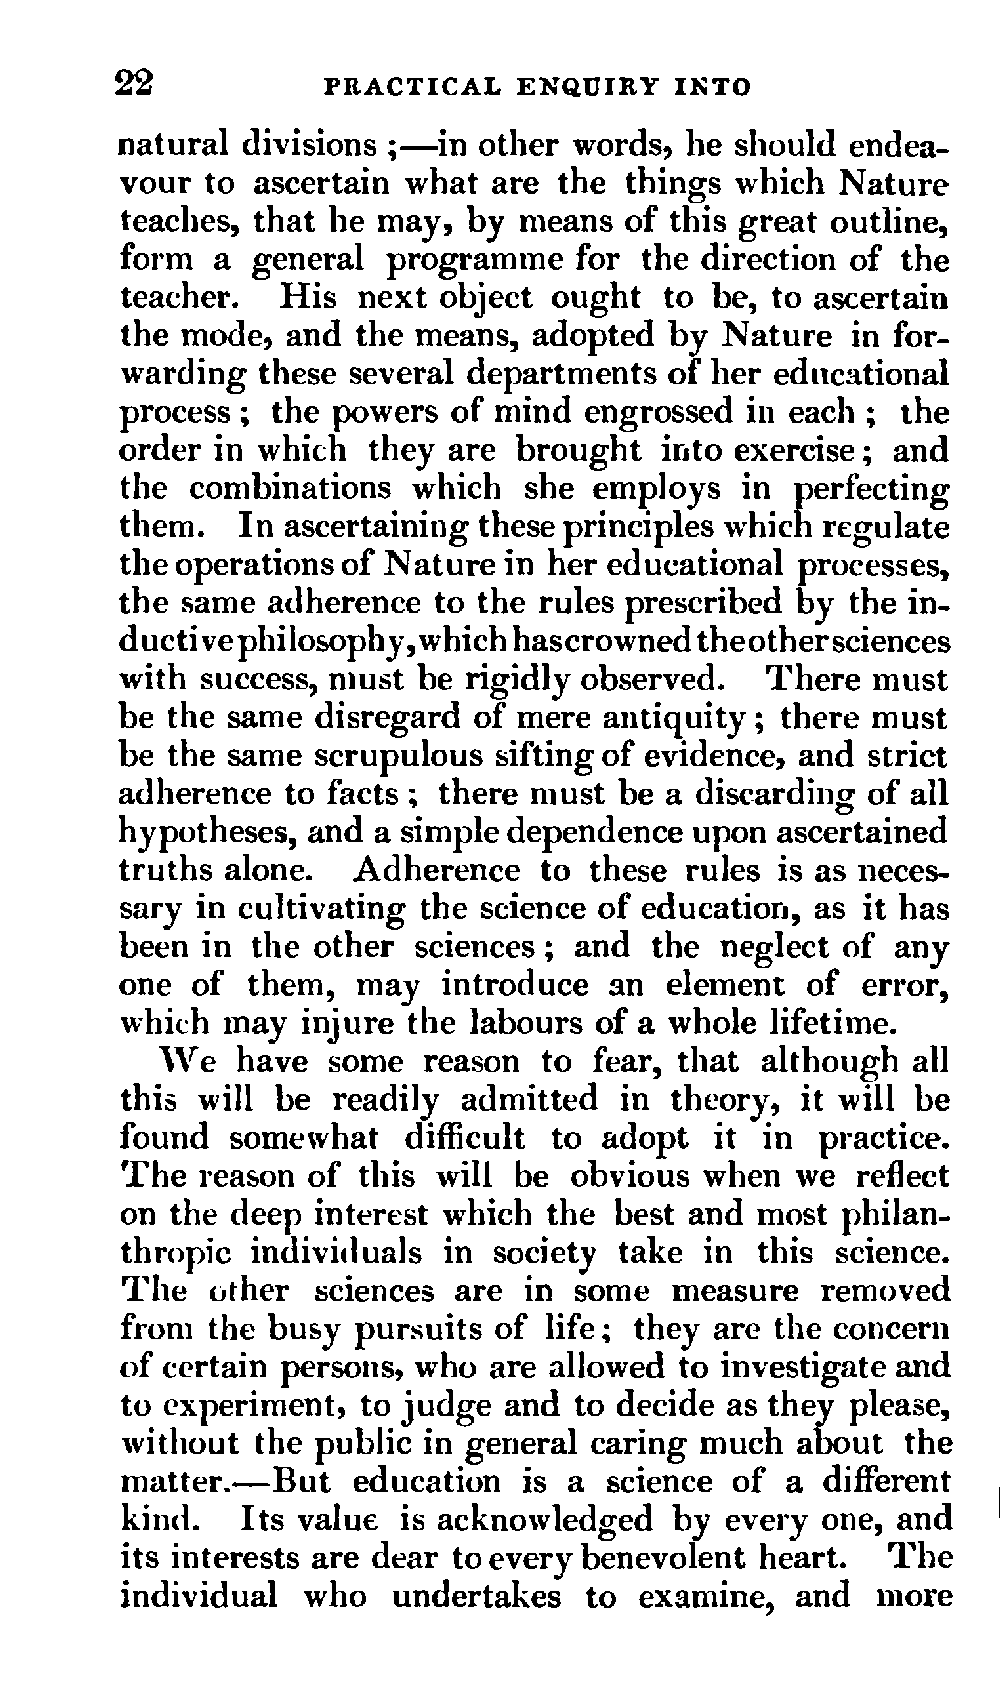 22 PRACTICAL ENQUIRY INTO
natural divisions ;—in other words, he should endea-
vour to ascertain what are the things which Nature
teaches, that he may, by means of this great outline,
form a general programme for the direction of the
teacher. His next object ought to be, to ascertain
the mode, and the means, adopted by Nature in for-
warding these several departments of her educational
process ; the powers of mind engrossed in each ; the
order in which they are brought into exercise ; and
the combinations which she employs in perfecting
them. In ascertaining these principles which regulate
the operations of Nature in her educational processes,
the same adherence to the rules prescribed by the in-
ductive philosophy, which has crowned the other sciences
with success, must be rigidly observed. There must
be the same disregard of mere antiquity ; there must
be the same scrupulous sifting of evidence, and strict
adherence to facts ; there must be a discarding of all
hypotheses, and a simple dependence upon ascertained
truths alone. Adherence to these rules is as neces-
sary in cultivating the science of education, as it has
been in the other sciences ; and the neglect of any
one of them, may introduce an element of error,
which may injure the labours of a whole lifetime.
We have some reason to fear, that although all
this will be readily admitted in theory, it will be
found somewhat difficult to adopt it in practice.
The reason of this will be obvious when we reflect
on the deep interest which the best and most philan-
thropic individuals in society take in this science.
The other sciences are in some measure removed
from the busy pursuits of life ; they are the concern
of certain persons, who are allowed to investigate and
to experiment, to judge and to decide as they please,
without the public in general caring much about the
matter.—But education is a science of a different
kind. Its value is acknowledged by every one, and
its interests are dear to every benevolent heart. The
individual who undertakes to examine, and more